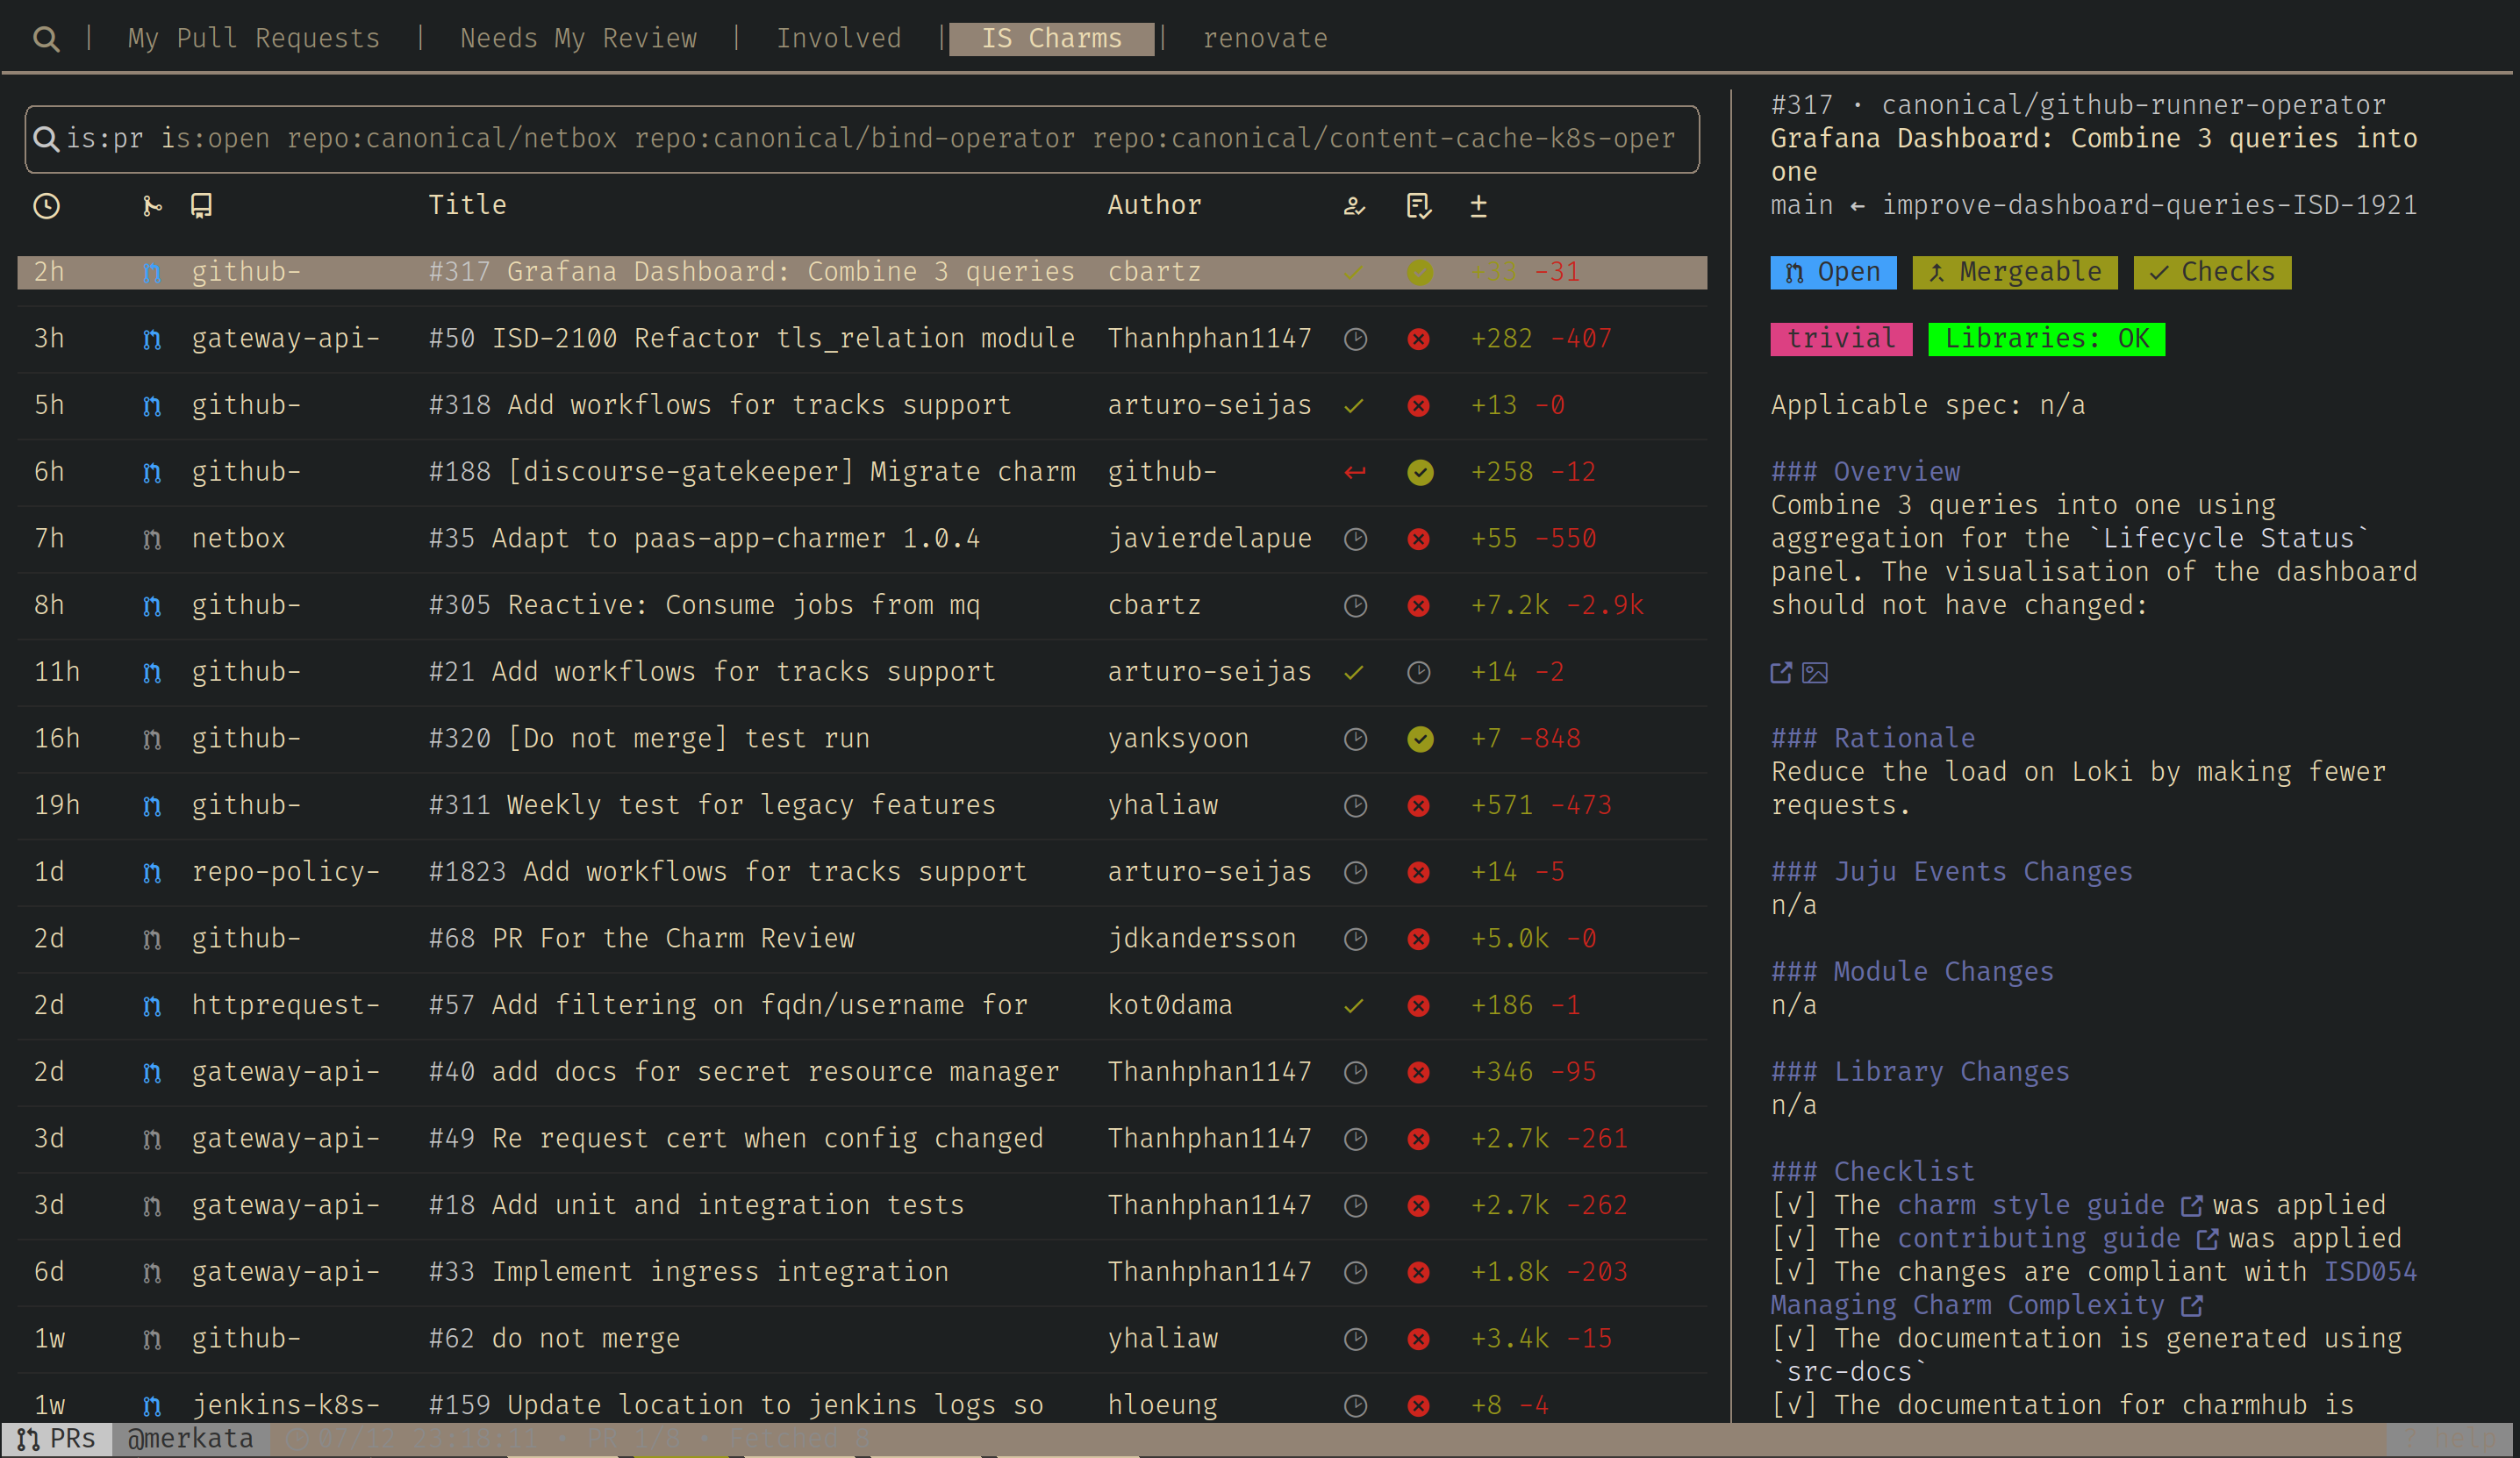 My Pull Requests | Needs My Review | Involved | IS Charms | renovate
is:pr is:open repo:canonical/netbox repo:canonical/bind-operator repo:canonical/content-cache-k8s-oper
Title Author ±
2h github- #317 Grafana Dashboard: Combine 3 queries cbartz +33 -31
3h gateway-api- #50 ISD-2100 Refactor tls_relation module Thanhphan1147 +282 -407
5h github- #318 Add workflows for tracks support arturo-seijas +13 -0
6h github- #188 [discourse-gatekeeper] Migrate charm github- +258 -12
7h netbox #35 Adapt to paas-app-charmer 1.0.4 javierdelapue +55 -550
8h github- #305 Reactive: Consume jobs from mq cbartz +7.2k -2.9k
11h github- #21 Add workflows for tracks support arturo-seijas +14 -2
16h github- #320 [Do not merge] test run yanksyoon +7 -848
19h github- #311 Weekly test for legacy features yhaliaw +571 -473
1d repo-policy- #1823 Add workflows for tracks support arturo-seijas +14 -5
2d github- #68 PR For the Charm Review jdkandersson +5.0k -0
2d httprequest- #57 Add filtering on fqdn/username for kot0dama +186 -1
2d gateway-api- #40 add docs for secret resource manager Thanhphan1147 +346 -95
3d gateway-api- #49 Re request cert when config changed Thanhphan1147 +2.7k -261
3d gateway-api- #18 Add unit and integration tests Thanhphan1147 +2.7k -262
6d gateway-api- #33 Implement ingress integration Thanhphan1147 +1.8k -203
1w github- #62 do not merge yhaliaw +3.4k -15
1w jenkins-k8s- #159 Update location to jenkins logs so hloeung +8 -4
#317 · canonical/github-runner-operator
Grafana Dashboard: Combine 3 queries into
one
main ← improve-dashboard-queries-ISD-1921
Open Mergeable Checks
trivial Libraries: OK
Applicable spec: n/a
### Overview
Combine 3 queries into one using
aggregation for the `Lifecycle Status`
panel. The visualisation of the dashboard
should not have changed:
### Rationale
Reduce the load on Loki by making fewer
requests.
### Juju Events Changes
n/a
### Module Changes
n/a
### Library Changes
n/a
### Checklist
[√] The charm style guide was applied
[√] The contributing guide was applied
[√] The changes are compliant with ISD054
Managing Charm Complexity
[√] The documentation is generated using
`src-docs`
[√] The documentation for charmhub is
PRs @merkata